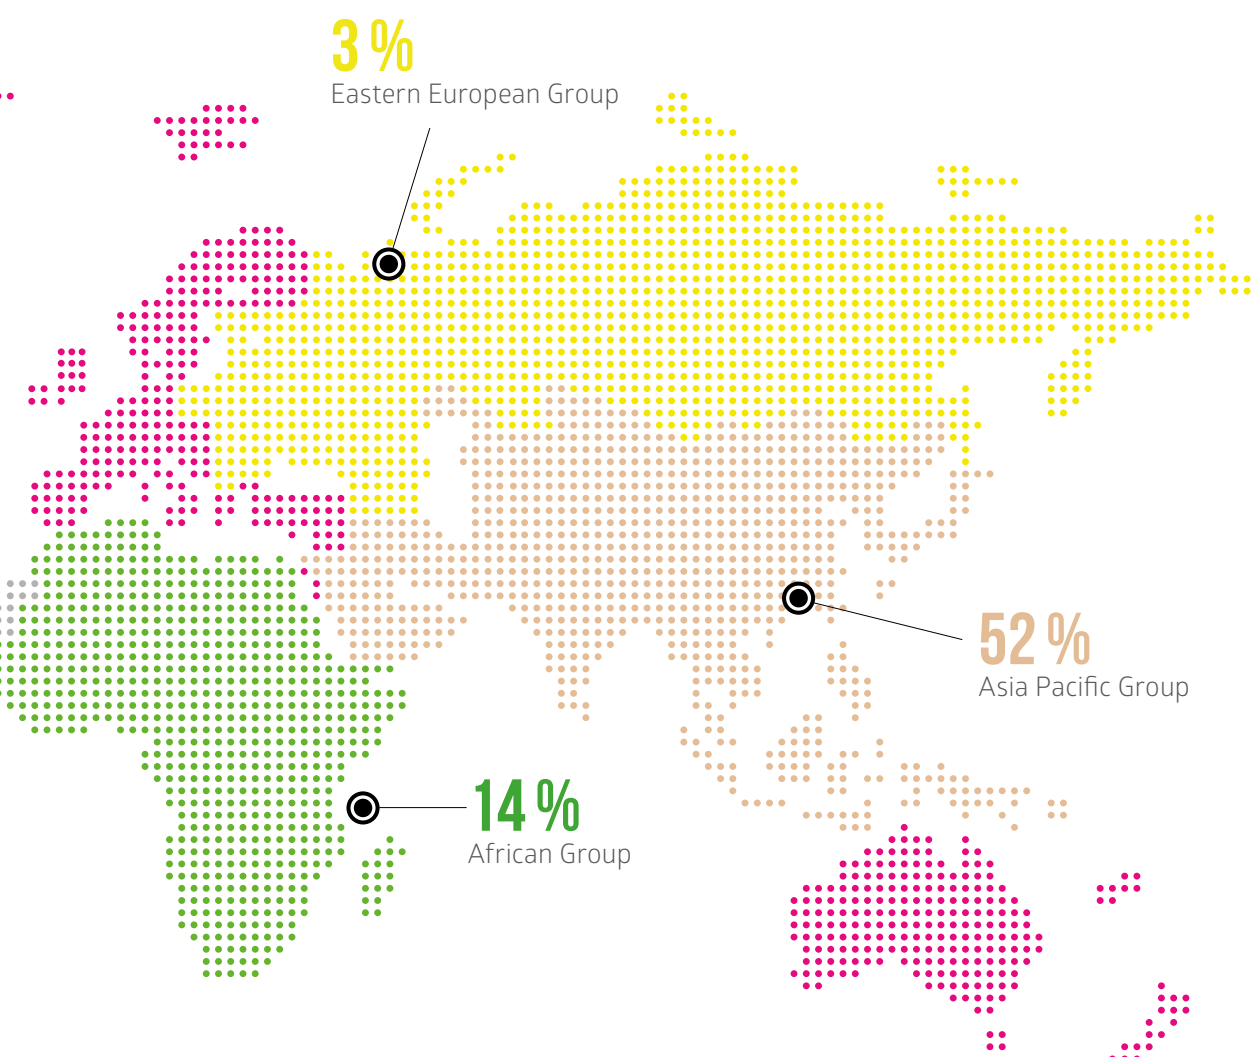 3 %
Eastern European Group
52 %
Asia Pacific Group
14 %
African Group